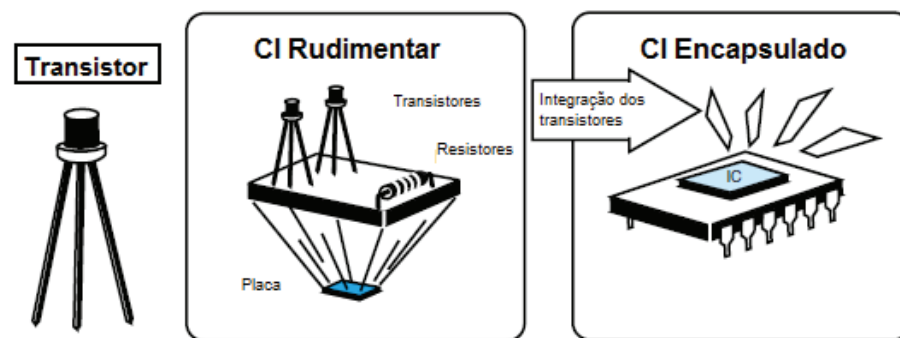 Transistor
CI Rudimentar
Transistores
Resistores
Placa
Integração dos
transistores
CI Encapsulado
IC